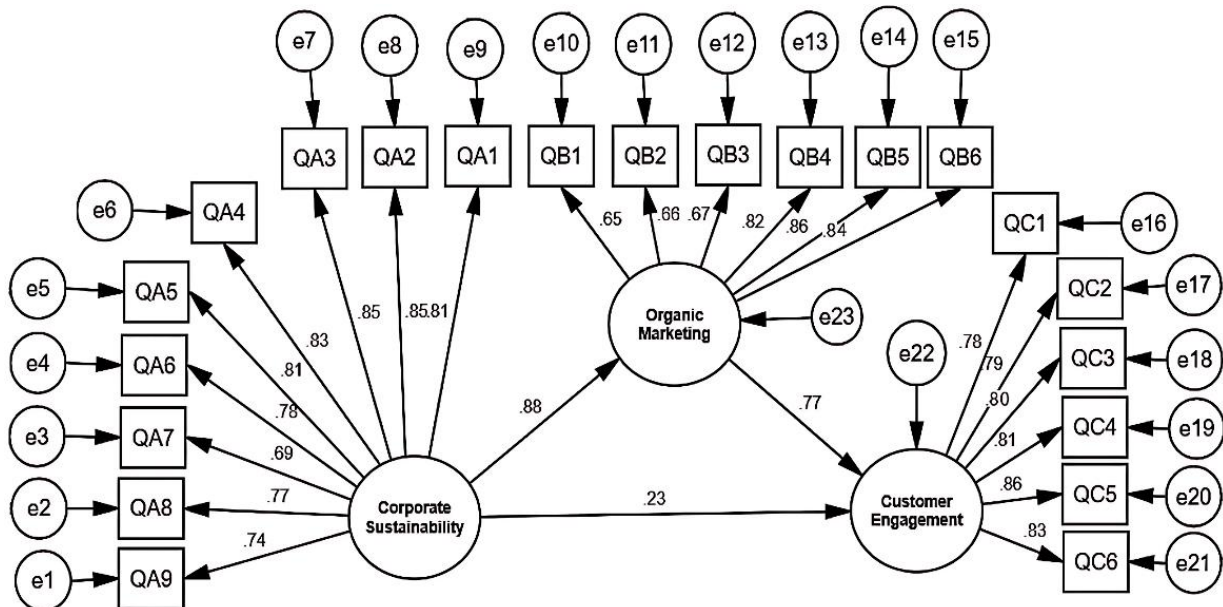 e7
e8
e9
e10
e11
e12
e13
e14
e15
QA3
QA2
QA1
QB1
QB2
QB3
QB4
QB5
QB6
e6
QA4
QC1
e16
.65
.66
.67
.82
.86
.84
e5
QA5
QC2
e17
.85
.85
.81
Organic
Marketing
e23
e22
.83
.78
e4
QA6
.79
QC3
e18
.81
.88
.77
.80
.78
e3
QA7
.81
QC4
e19
.69
e2
QA8
.77
Corporate
Sustainability
.23
Customer
Engagement
.86
QC5
e20
.74
.83
e1
QA9
QC6
e21